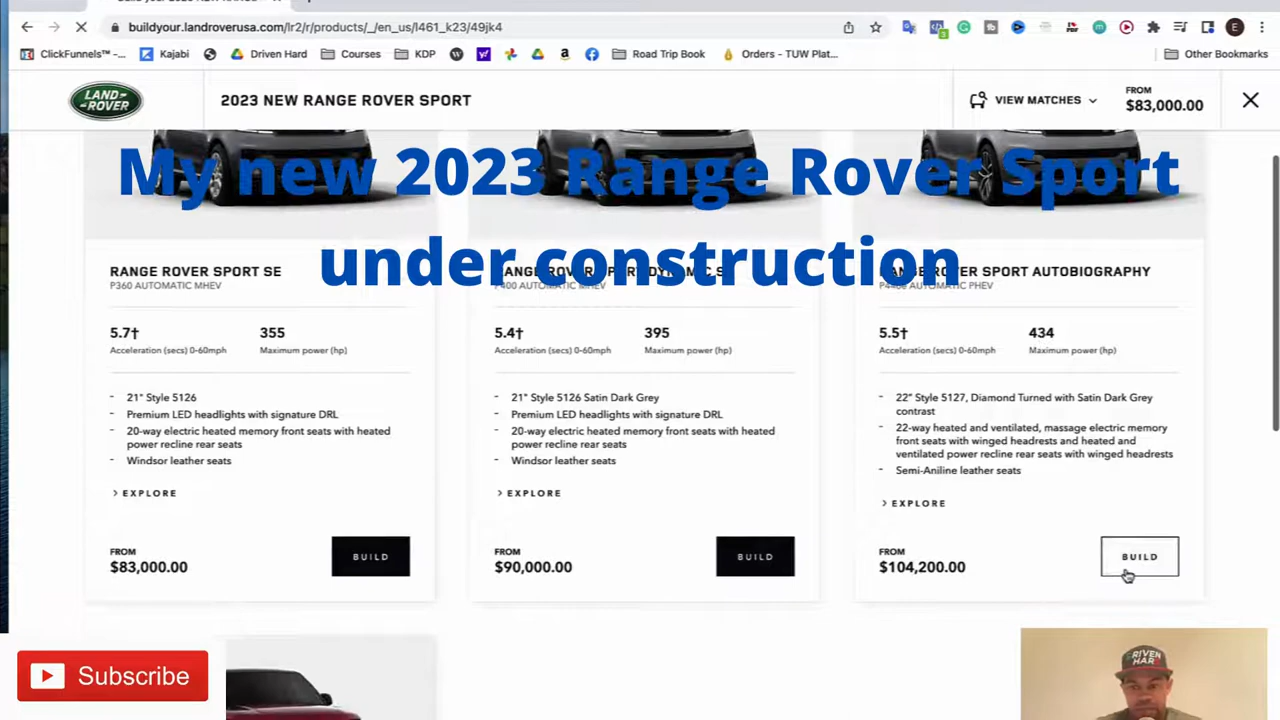 buildyour.landroverusa.com/lr2/r/products/_/en_us/l461_k23/49jk4
ClickFunnels™ -... Kajabi Driven Hard Courses KDP Road Trip Book Orders - TUW Plat... Other Bookmarks
LAND-ROVER
2023 NEW RANGE ROVER SPORT
VIEW MATCHES
FROM
$83,000.00
My new 2023 Range Rover Sport
under construction
RANGE ROVER SPORT SE
P360 AUTOMATIC MHEV
5.7† 355
Acceleration (secs) 0-60mph Maximum power (hp)
- 21" Style 5126
- Premium LED headlights with signature DRL
- 20-way electric heated memory front seats with heated
power recline rear seats
- Windsor leather seats
> EXPLORE
FROM
$83,000.00
BUILD
P400 AUTOMATIC MHEV
5.4† 395
Acceleration (secs) 0-60mph Maximum power (hp)
- 21" Style 5126 Satin Dark Grey
- Premium LED headlights with signature DRL
- 20-way electric heated memory front seats with heated
power recline rear seats
- Windsor leather seats
> EXPLORE
FROM
$90,000.00
BUILD
RANGE ROVER SPORT AUTOBIOGRAPHY
AUTOMATIC PHEV
5.5† 434
Acceleration (secs) 0-60mph Maximum power (hp)
- 22" Style 5127, Diamond Turned with Satin Dark Grey
contrast
- 22-way heated and ventilated, massage electric memory
front seats with winged headrests and heated and
ventilated power recline rear seats with winged headrests
- Semi-Aniline leather seats
> EXPLORE
FROM
$104,200.00
BUILD
Subscribe